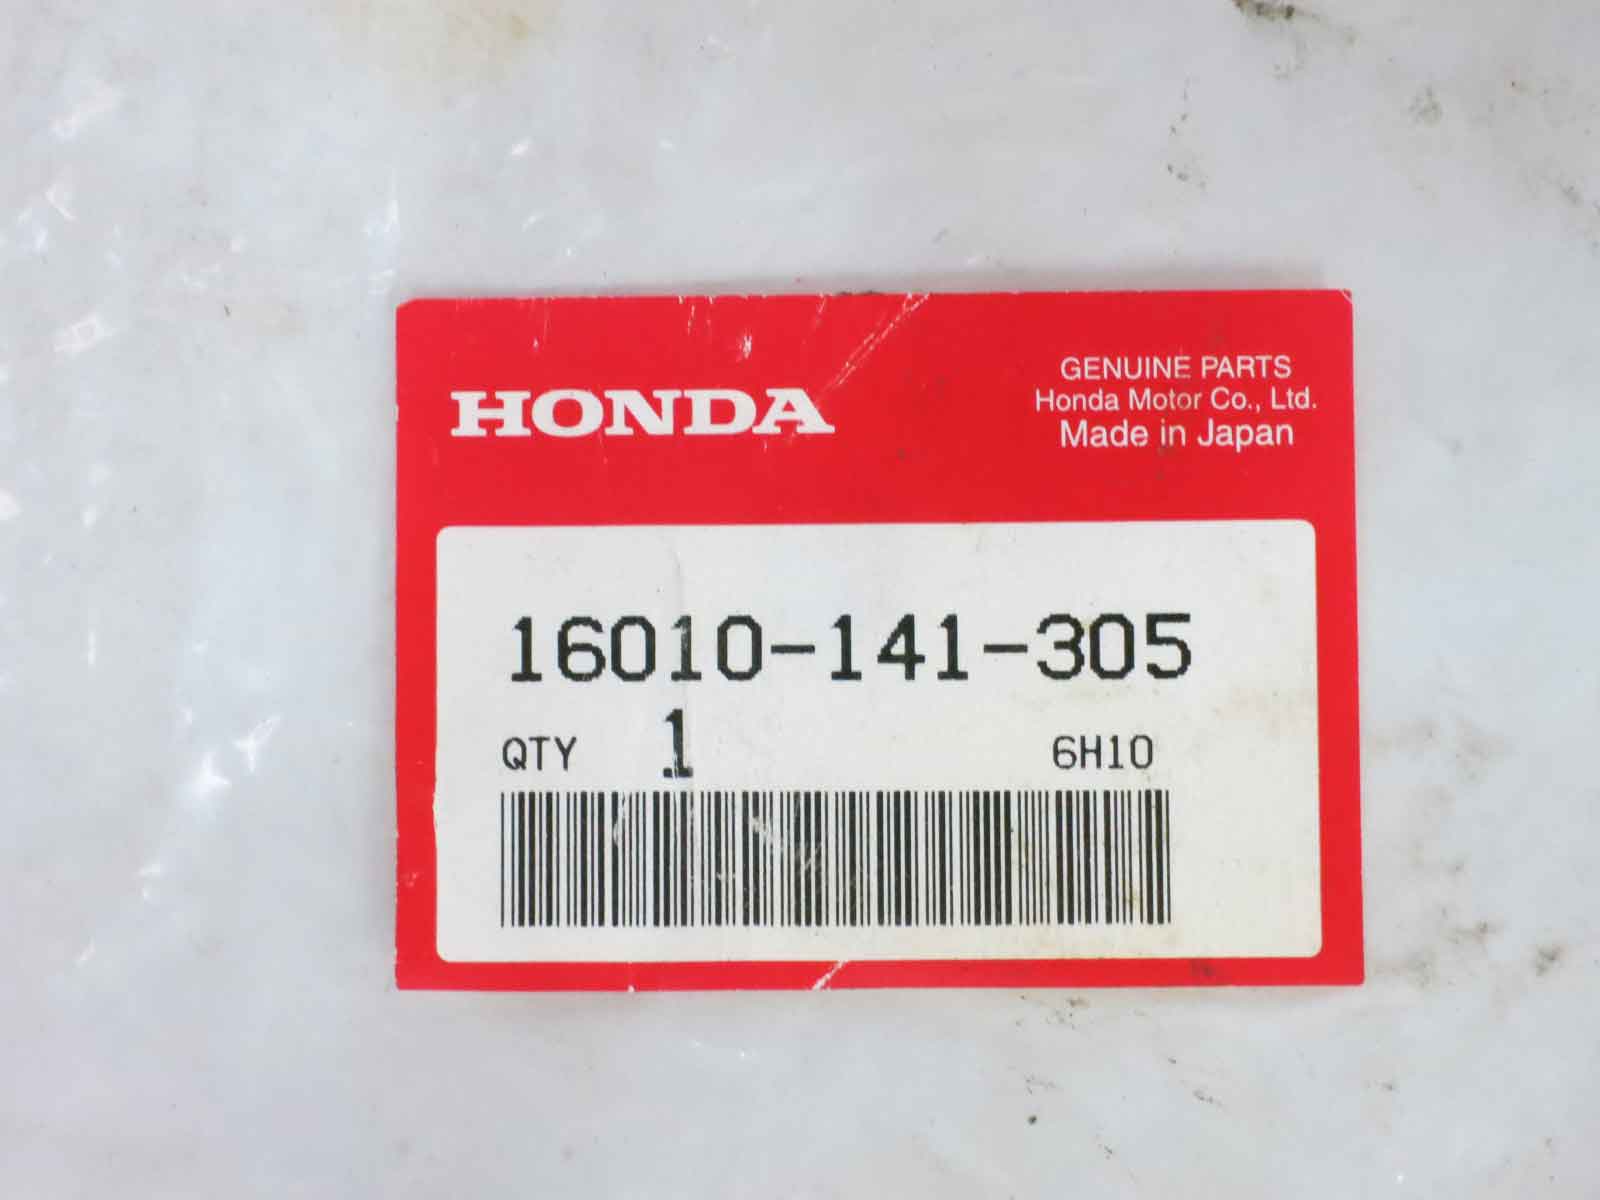 HONDA
GENUINE PARTS
Honda Motor Co., Ltd.
Made in Japan
16010-141-305
QTY 1 6H10